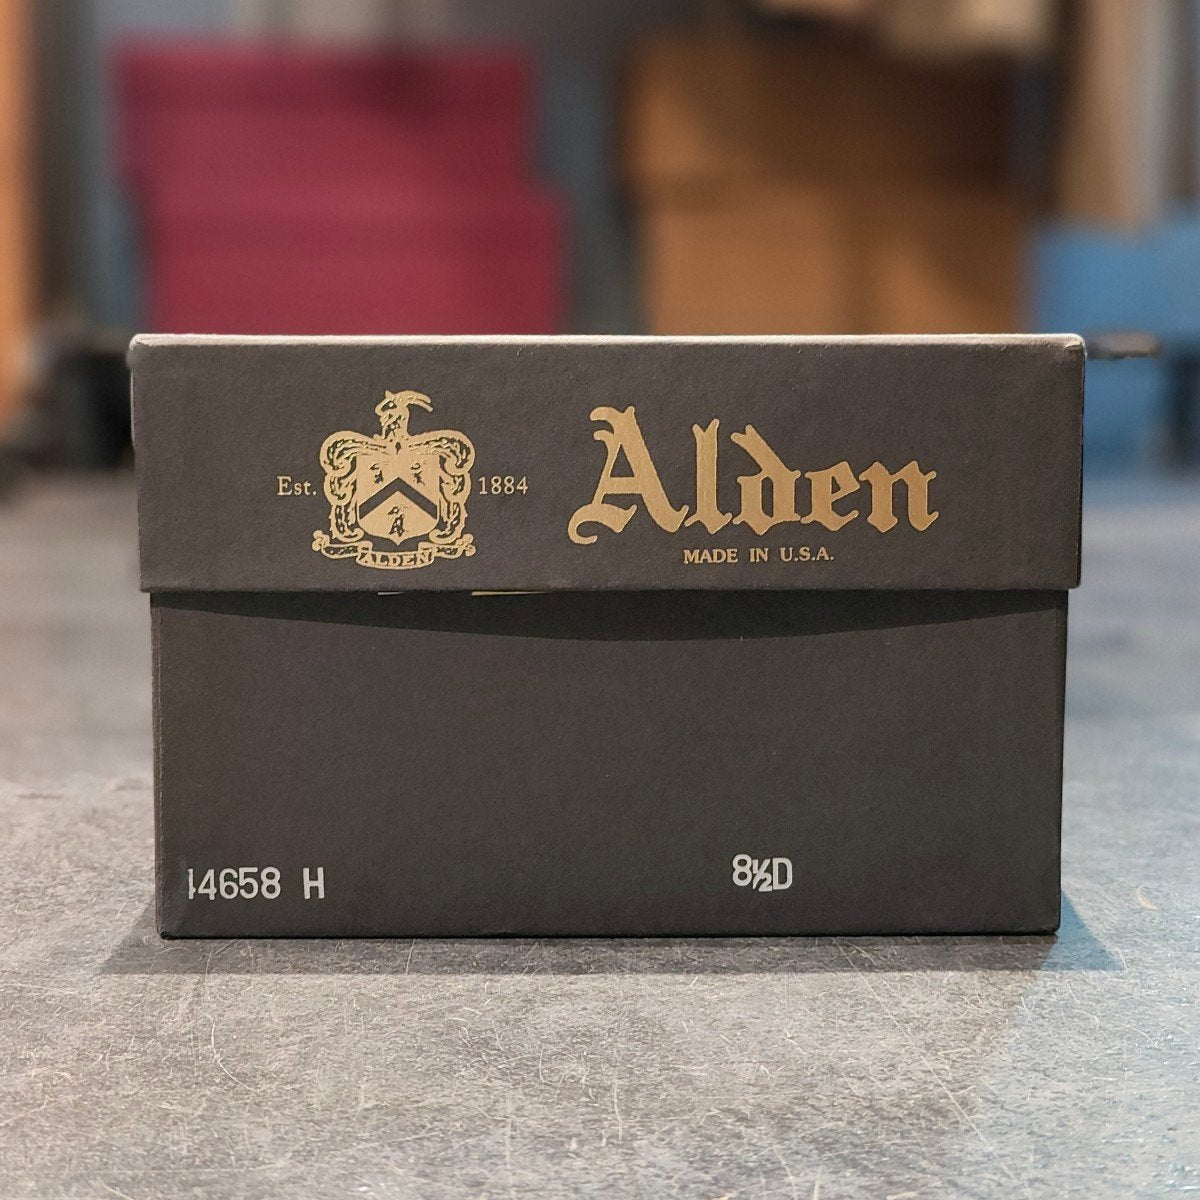 Est. 1884
ALDEN
Alden
MADE IN U.S.A.
14658 H
8½D